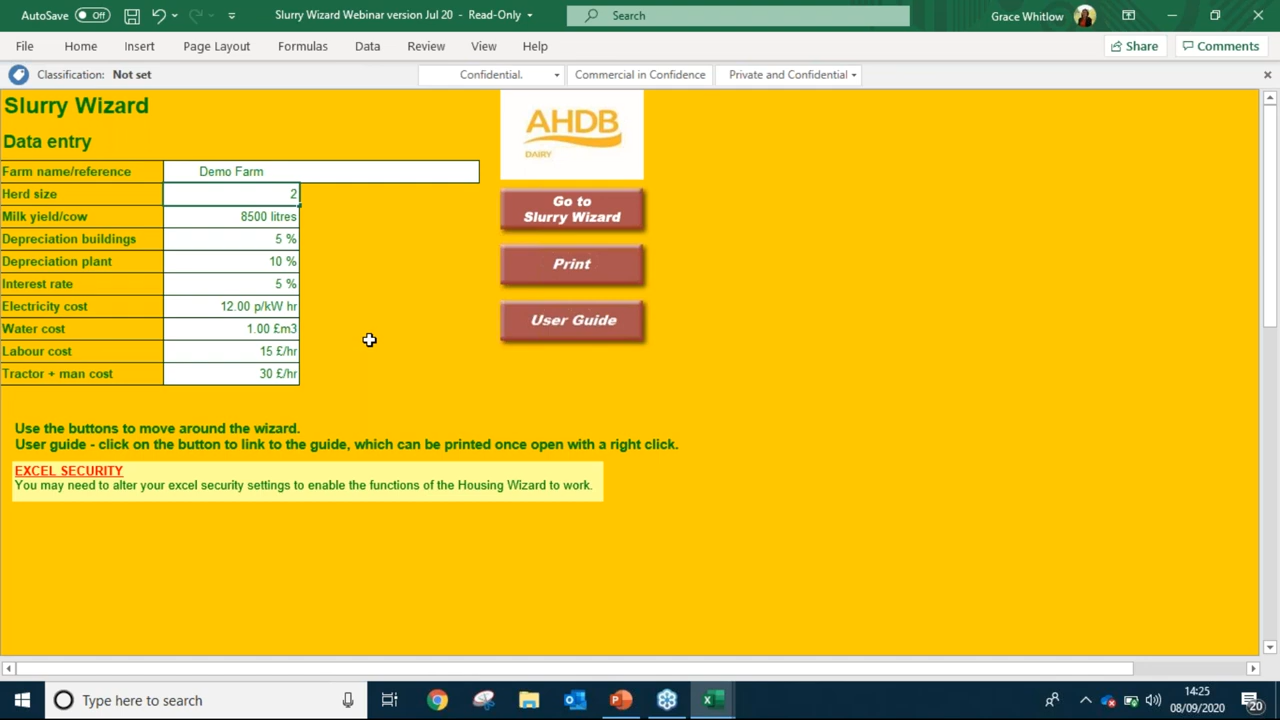 AutoSave Off Slurry Wizard Webinar version Jul 20 - Read-Only Search Grace Whitlow
File Home Insert Page Layout Formulas Data Review View Help Share Comments
Classification: Not set Confidential. Commercial in Confidence Private and Confidential
Slurry Wizard
Data entry
Farm name/reference Demo Farm
Herd size 2
Milk yield/cow 8500 litres
Depreciation buildings 5 %
Depreciation plant 10 %
Interest rate 5 %
Electricity cost 12.00 p/kW hr
Water cost 1.00 £m3
Labour cost 15 £/hr
Tractor + man cost 30 £/hr
AHDB
DAIRY
Go to
Slurry Wizard
Print
User Guide
Use the buttons to move around the wizard.
User guide - click on the button to link to the guide, which can be printed once open with a right click.
EXCEL SECURITY
You may need to alter your excel security settings to enable the functions of the Housing Wizard to work.
Type here to search
14:25
08/09/2020
20